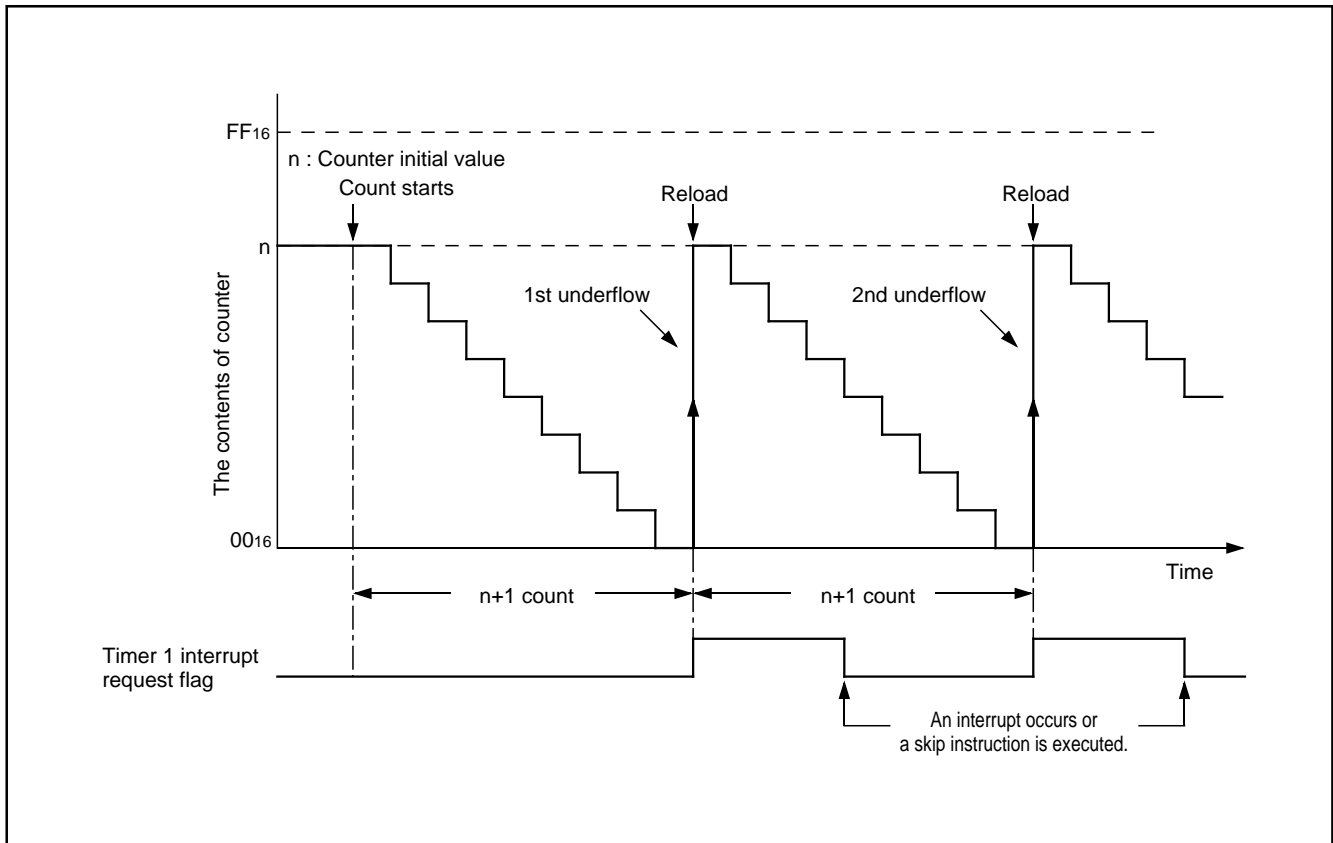 FF16
n : Counter initial value
Count starts
Reload
Reload
n
1st underflow
2nd underflow
The contents of counter
0016
Time
n+1 count
n+1 count
Timer 1 interrupt
request flag
An interrupt occurs or
a skip instruction is executed.